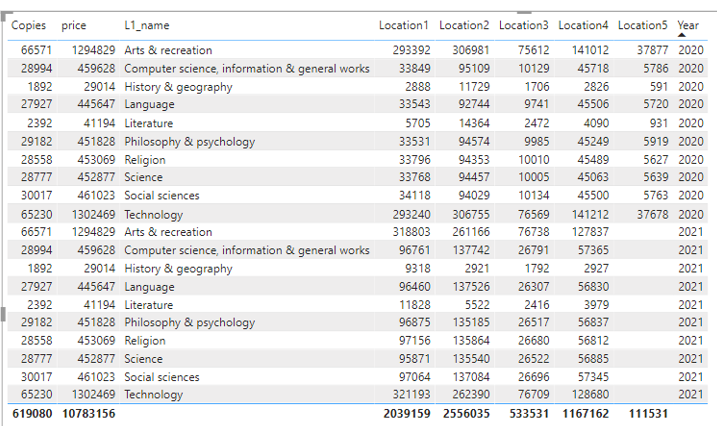 Copies price L1_name Location1 Location2 Location3 Location4 Location5 Year
66571 1294829 Arts & recreation 293392 306981 75612 141012 37877 2020
28994 459628 Computer science, information & general works 33849 95109 10129 45718 5786 2020
1892 29014 History & geography 2888 11729 1706 2826 591 2020
27927 445647 Language 33543 92744 9741 45506 5720 2020
2392 41194 Literature 5705 14364 2472 4090 931 2020
29182 451828 Philosophy & psychology 33531 94574 9985 45249 5919 2020
28558 453069 Religion 33796 94353 10010 45489 5627 2020
28777 452877 Science 33768 94457 10005 45063 5639 2020
30017 461023 Social sciences 34118 94029 10134 45500 5763 2020
65230 1302469 Technology 293240 306755 76569 141212 37678 2020
66571 1294829 Arts & recreation 318803 261166 76738 127837 2021
28994 459628 Computer science, information & general works 96761 137742 26791 57365 2021
1892 29014 History & geography 9318 2921 1792 2927 2021
27927 445647 Language 96460 137526 26307 56830 2021
2392 41194 Literature 11828 5522 2416 3979 2021
29182 451828 Philosophy & psychology 96875 135185 26517 56837 2021
28558 453069 Religion 97156 135864 26680 56812 2021
28777 452877 Science 95871 135540 26522 56885 2021
30017 461023 Social sciences 97064 137084 26696 57345 2021
65230 1302469 Technology 321193 262390 76709 128680 2021
619080 10783156 2039159 2556035 533531 1167162 111531